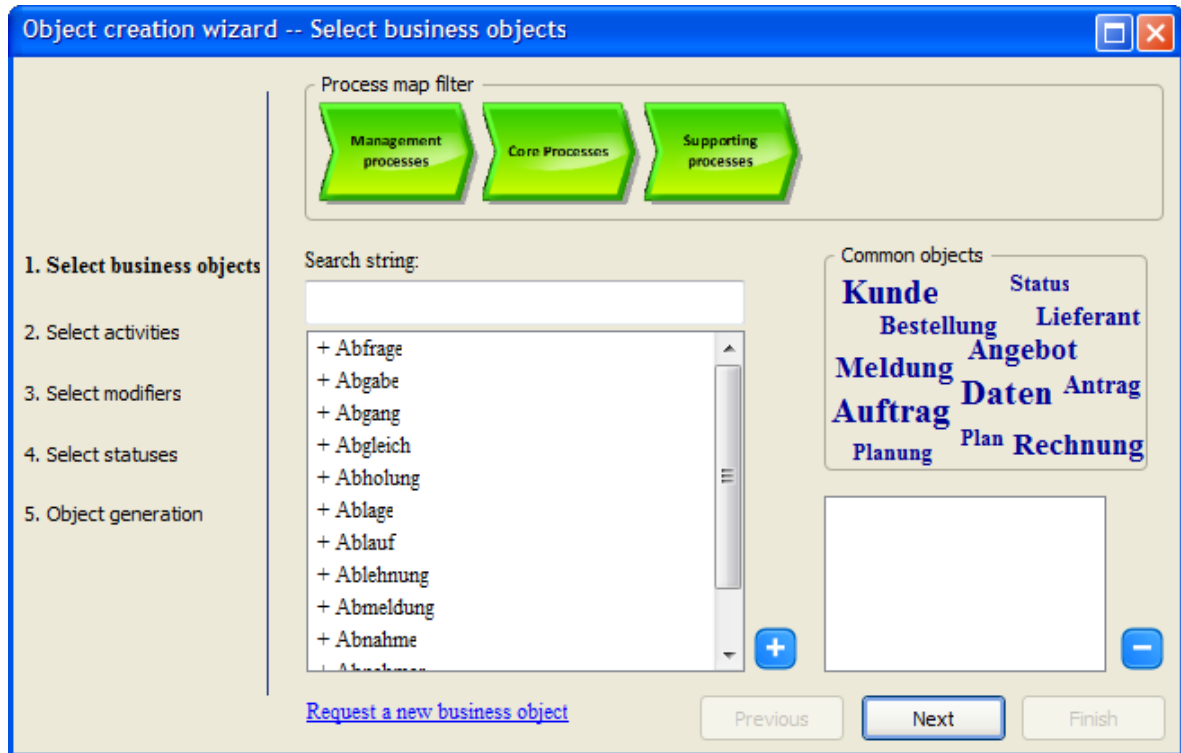 Object creation wizard -- Select business objects
Process map filter
Management
processes
Core Processes
Supporting
processes
1. Select business objects
2. Select activities
3. Select modifiers
4. Select statuses
5. Object generation
Search string:
+ Abfrage
+ Abgabe
+ Abgang
+ Abgleich
+ Abholung
+ Ablage
+ Ablauf
+ Ablehnung
+ Abmeldung
+ Abnahme
Common objects
Kunde
Status
Bestellung
Lieferant
Meldung
Angebot
Auftrag
Daten
Antrag
Planung
Plan
Rechnung
Request a new business object
Previous
Next
Finish